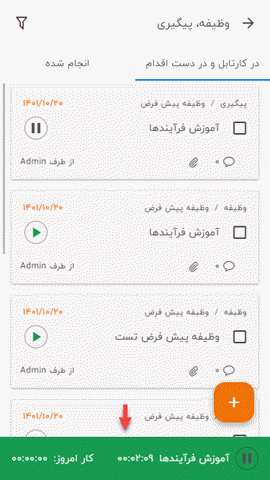 وظیفه، پیگیری
در کارتابل و در دست اقدام
انجام شده
پیگیری / وظیفه پیش فرض
۱۴۰۱/۱۰/۲۰
آموزش فرآیندها
۰
از طرف Admin
وظیفه / وظیفه پیش فرض
۱۴۰۱/۱۰/۲۰
آموزش فرآیندها
۰
از طرف Admin
وظیفه / وظیفه پیش فرض
۱۴۰۱/۱۰/۲۰
وظیفه پیش فرض تست
۰
از طرف Admin
وظیفه / وظیفه پیش فرض
۱۴۰۱/۱۰/۲۰
آموزش فرآیندها ۰۰:۰۲:۰۹ کار امروز: ۰۰:۰۰:۰۰